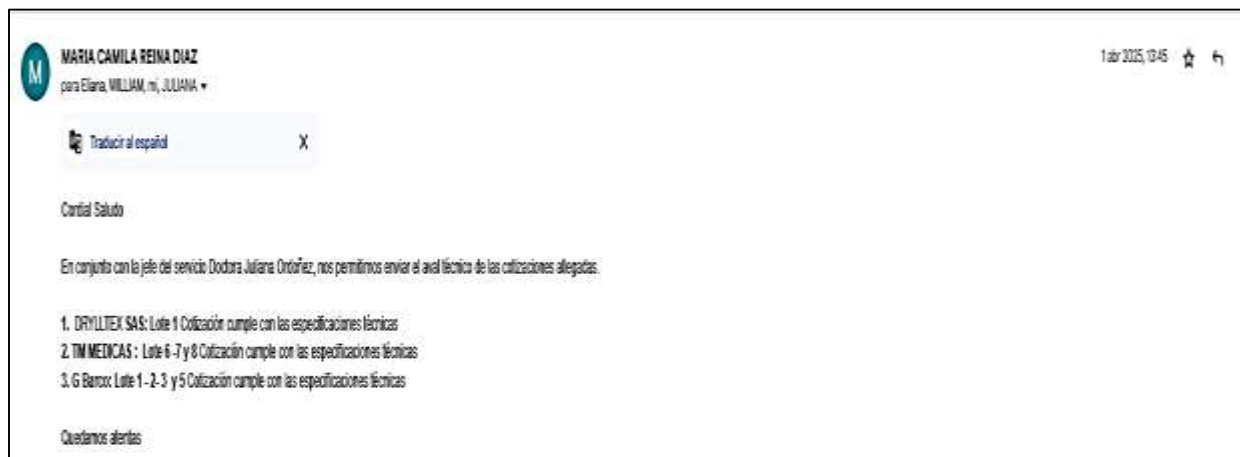 M
MARIA CAMILA REINA DIAZ
1 abr 2025, 13:45
para Eliana, WILLIAM, mí, JULIANA
Traducir al español X
Cordial Saludo
En conjunto con la jefe del servicio Doctora Juliana Ordoñez, nos permitimos enviar el aval técnico de las cotizaciones allegadas.
1. DRYLLTEX SAS: Lote 1 Cotización cumple con las especificaciones técnicas
2. TM MEDICAS : Lote 6 -7 y 8 Cotización cumple con las especificaciones técnicas
3. G Barco: Lote 1 - 2- 3 y 5 Cotización cumple con las especificaciones técnicas
Quedamos atentas